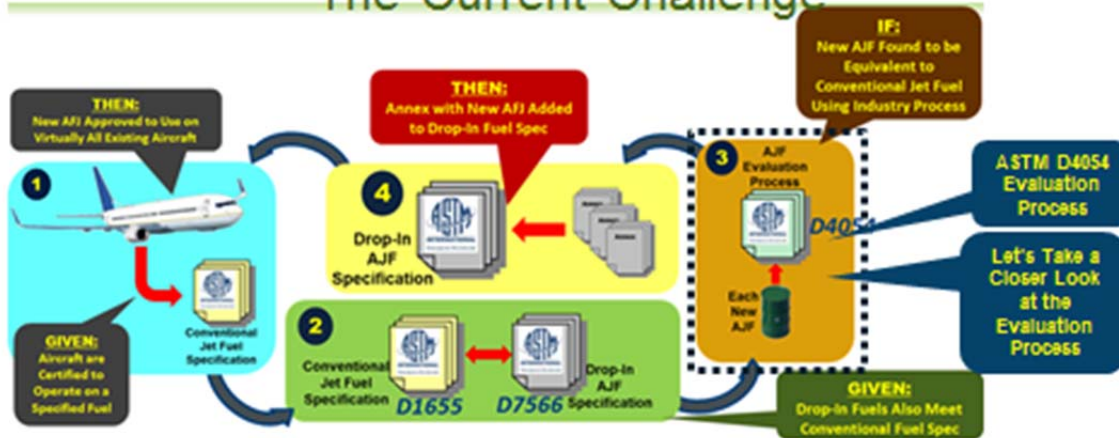 The Current Challenge
IF:
New AJF Found to be
Equivalent to
Conventional Jet Fuel
Using Industry Process
THEN:
New AFJ Approved to Use on
Virtually All Existing Aircraft
THEN:
Annex with New AFJ Added
to Drop-In Fuel Spec
1
Conventional
Jet Fuel
Specification
GIVEN:
Aircraft are
Certified to
Operate on a
Specified Fuel
4
ASTM
INTERNATIONAL
Drop-In
AJF
Specification
Annex
3
AJF
Evaluation
Process
D4054
Each
New
AJF
ASTM D4054
Evaluation
Process
Let's Take a
Closer Look
at the
Evaluation
Process
2
Conventional
Jet Fuel
Specification
D1655
D7566
Drop-In
AJF
Specification
GIVEN:
Drop-In Fuels Also Meet
Conventional Fuel Spec